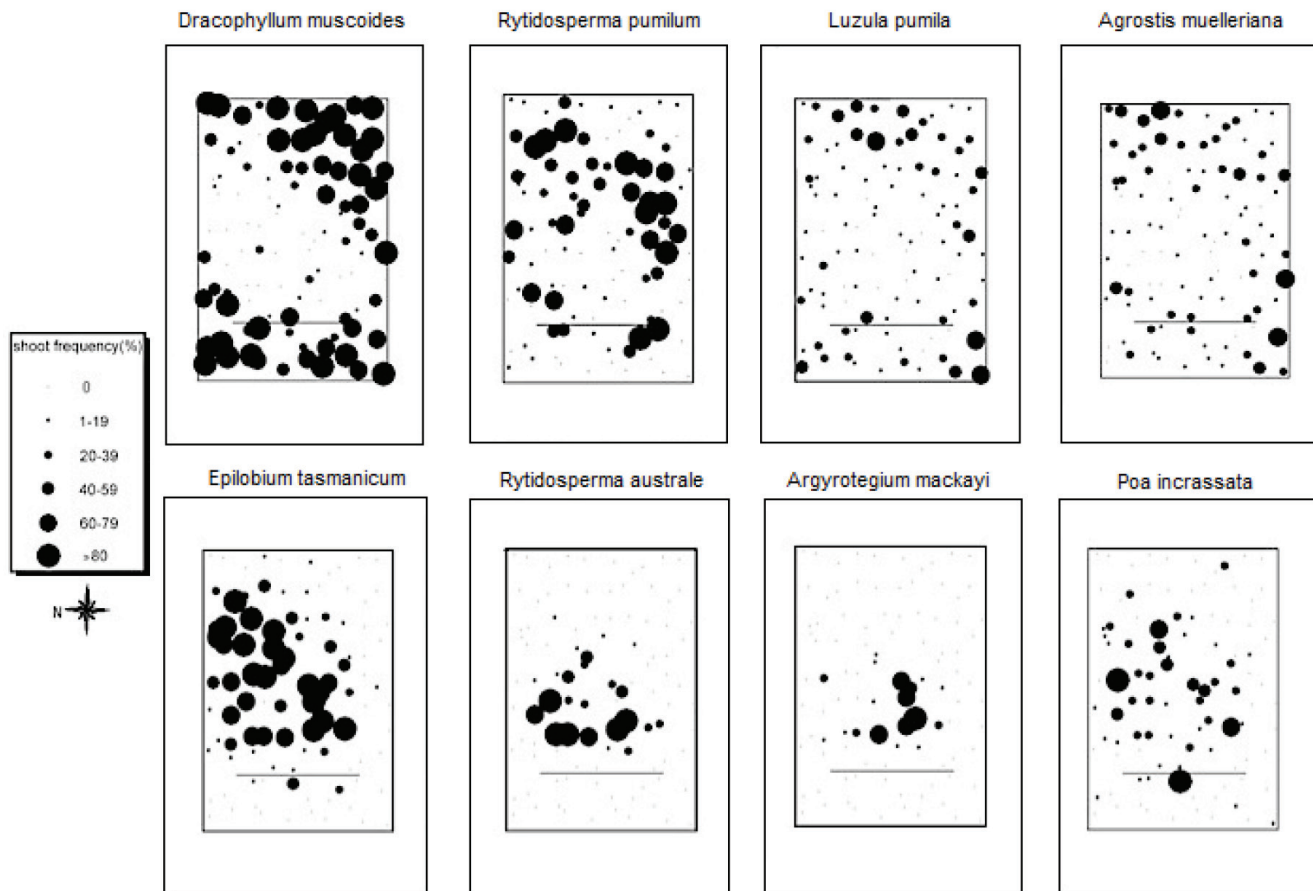 Dracophyllum muscoides
Rytidosperma pumilum
Luzula pumila
Agrostis muelleriana
shoot frequency(%)
0
1-19
20-39
40-59
60-79
>80
N
Epilobium tasmanicum
Rytidosperma australe
Argyrotegium mackayi
Poa incrassata